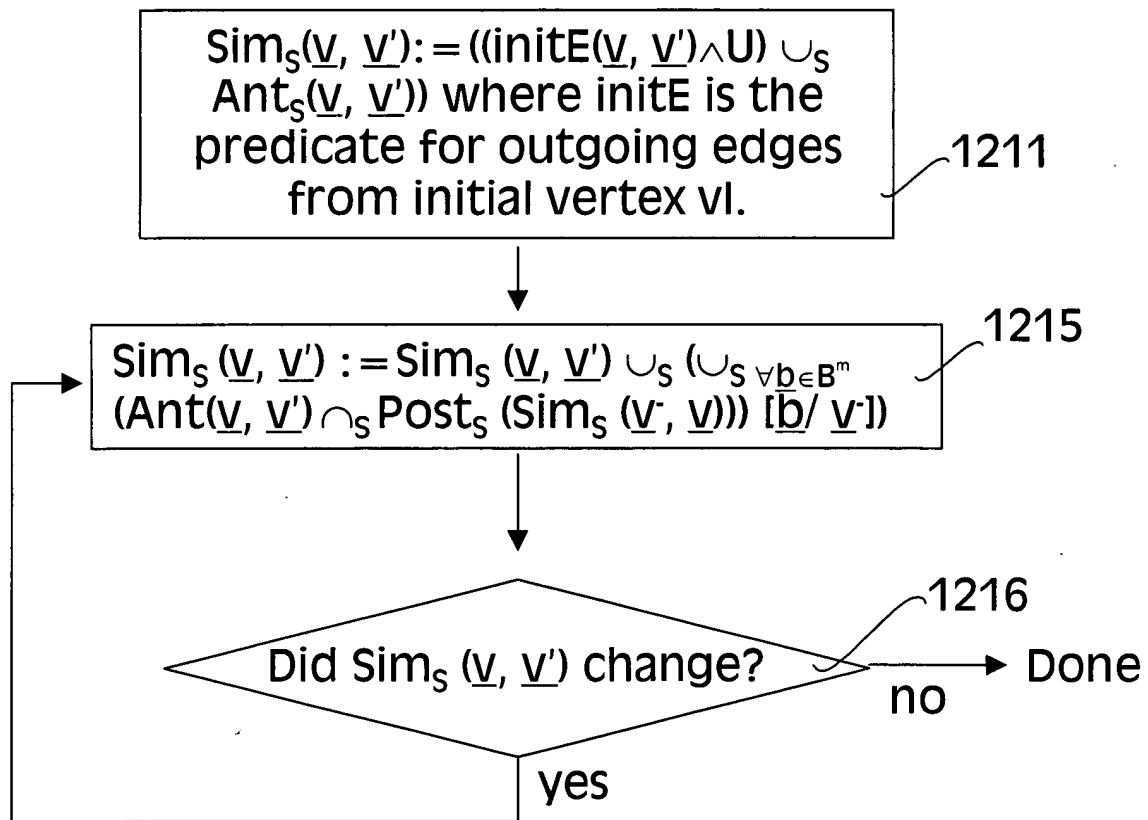 Sim_S(v, v'):=((initE(v, v')∧U) ∪_S
Ant_S(v, v')) where initE is the
predicate for outgoing edges
from initial vertex vI.
1211
1215
Sim_S (v, v') := Sim_S (v, v') ∪_S (∪_S ∀b∈B^m
(Ant(v, v') ∩_S Post_S (Sim_S (v⁻, v))) [b/ v⁻])
1216
Did Sim_S (v, v') change?
Done
no
yes